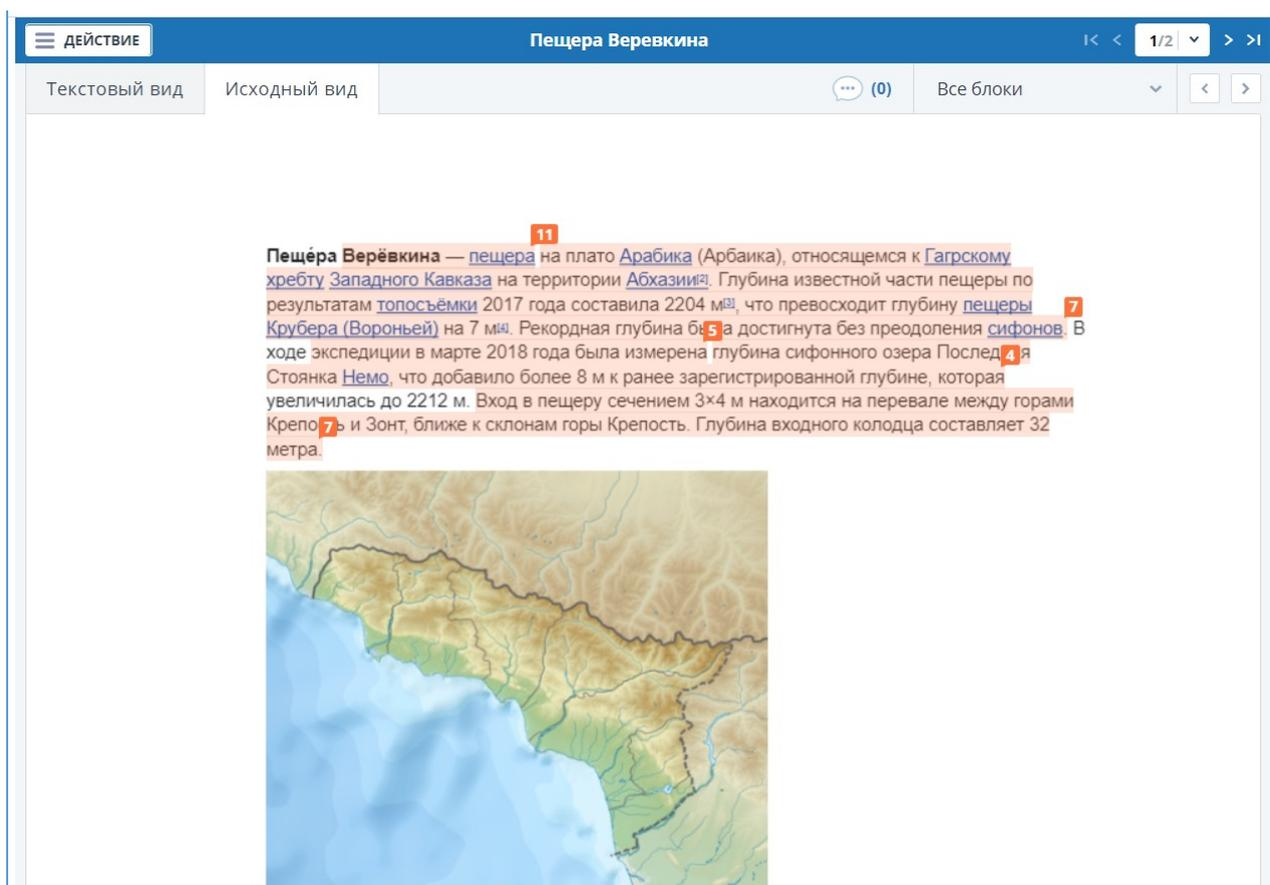 ДЕЙСТВИЕ
Пещера Веревкина
1/2
Текстовый вид
Исходный вид
(0)
Все блоки
11
Пеще́ра Верёвкина — пещера на плато Арабика (Арбаика), относящемся к Гагрскому
хребту Западного Кавказа на территории Абхазии[2]. Глубина известной части пещеры по
результатам топосъёмки 2017 года составила 2204 м[3], что превосходит глубину пещеры
7
Крубера (Вороньей) на 7 м[4]. Рекордная глубина б 5 а достигнута без преодоления сифонов. В
ходе экспедиции в марте 2018 года была измерена глубина сифонного озера Послед 4 я
Стоянка Немо, что добавило более 8 м к ранее зарегистрированной глубине, которая
увеличилась до 2212 м. Вход в пещеру сечением 3×4 м находится на перевале между горами
Крепо 7 ь и Зонт, ближе к склонам горы Крепость. Глубина входного колодца составляет 32
метра.